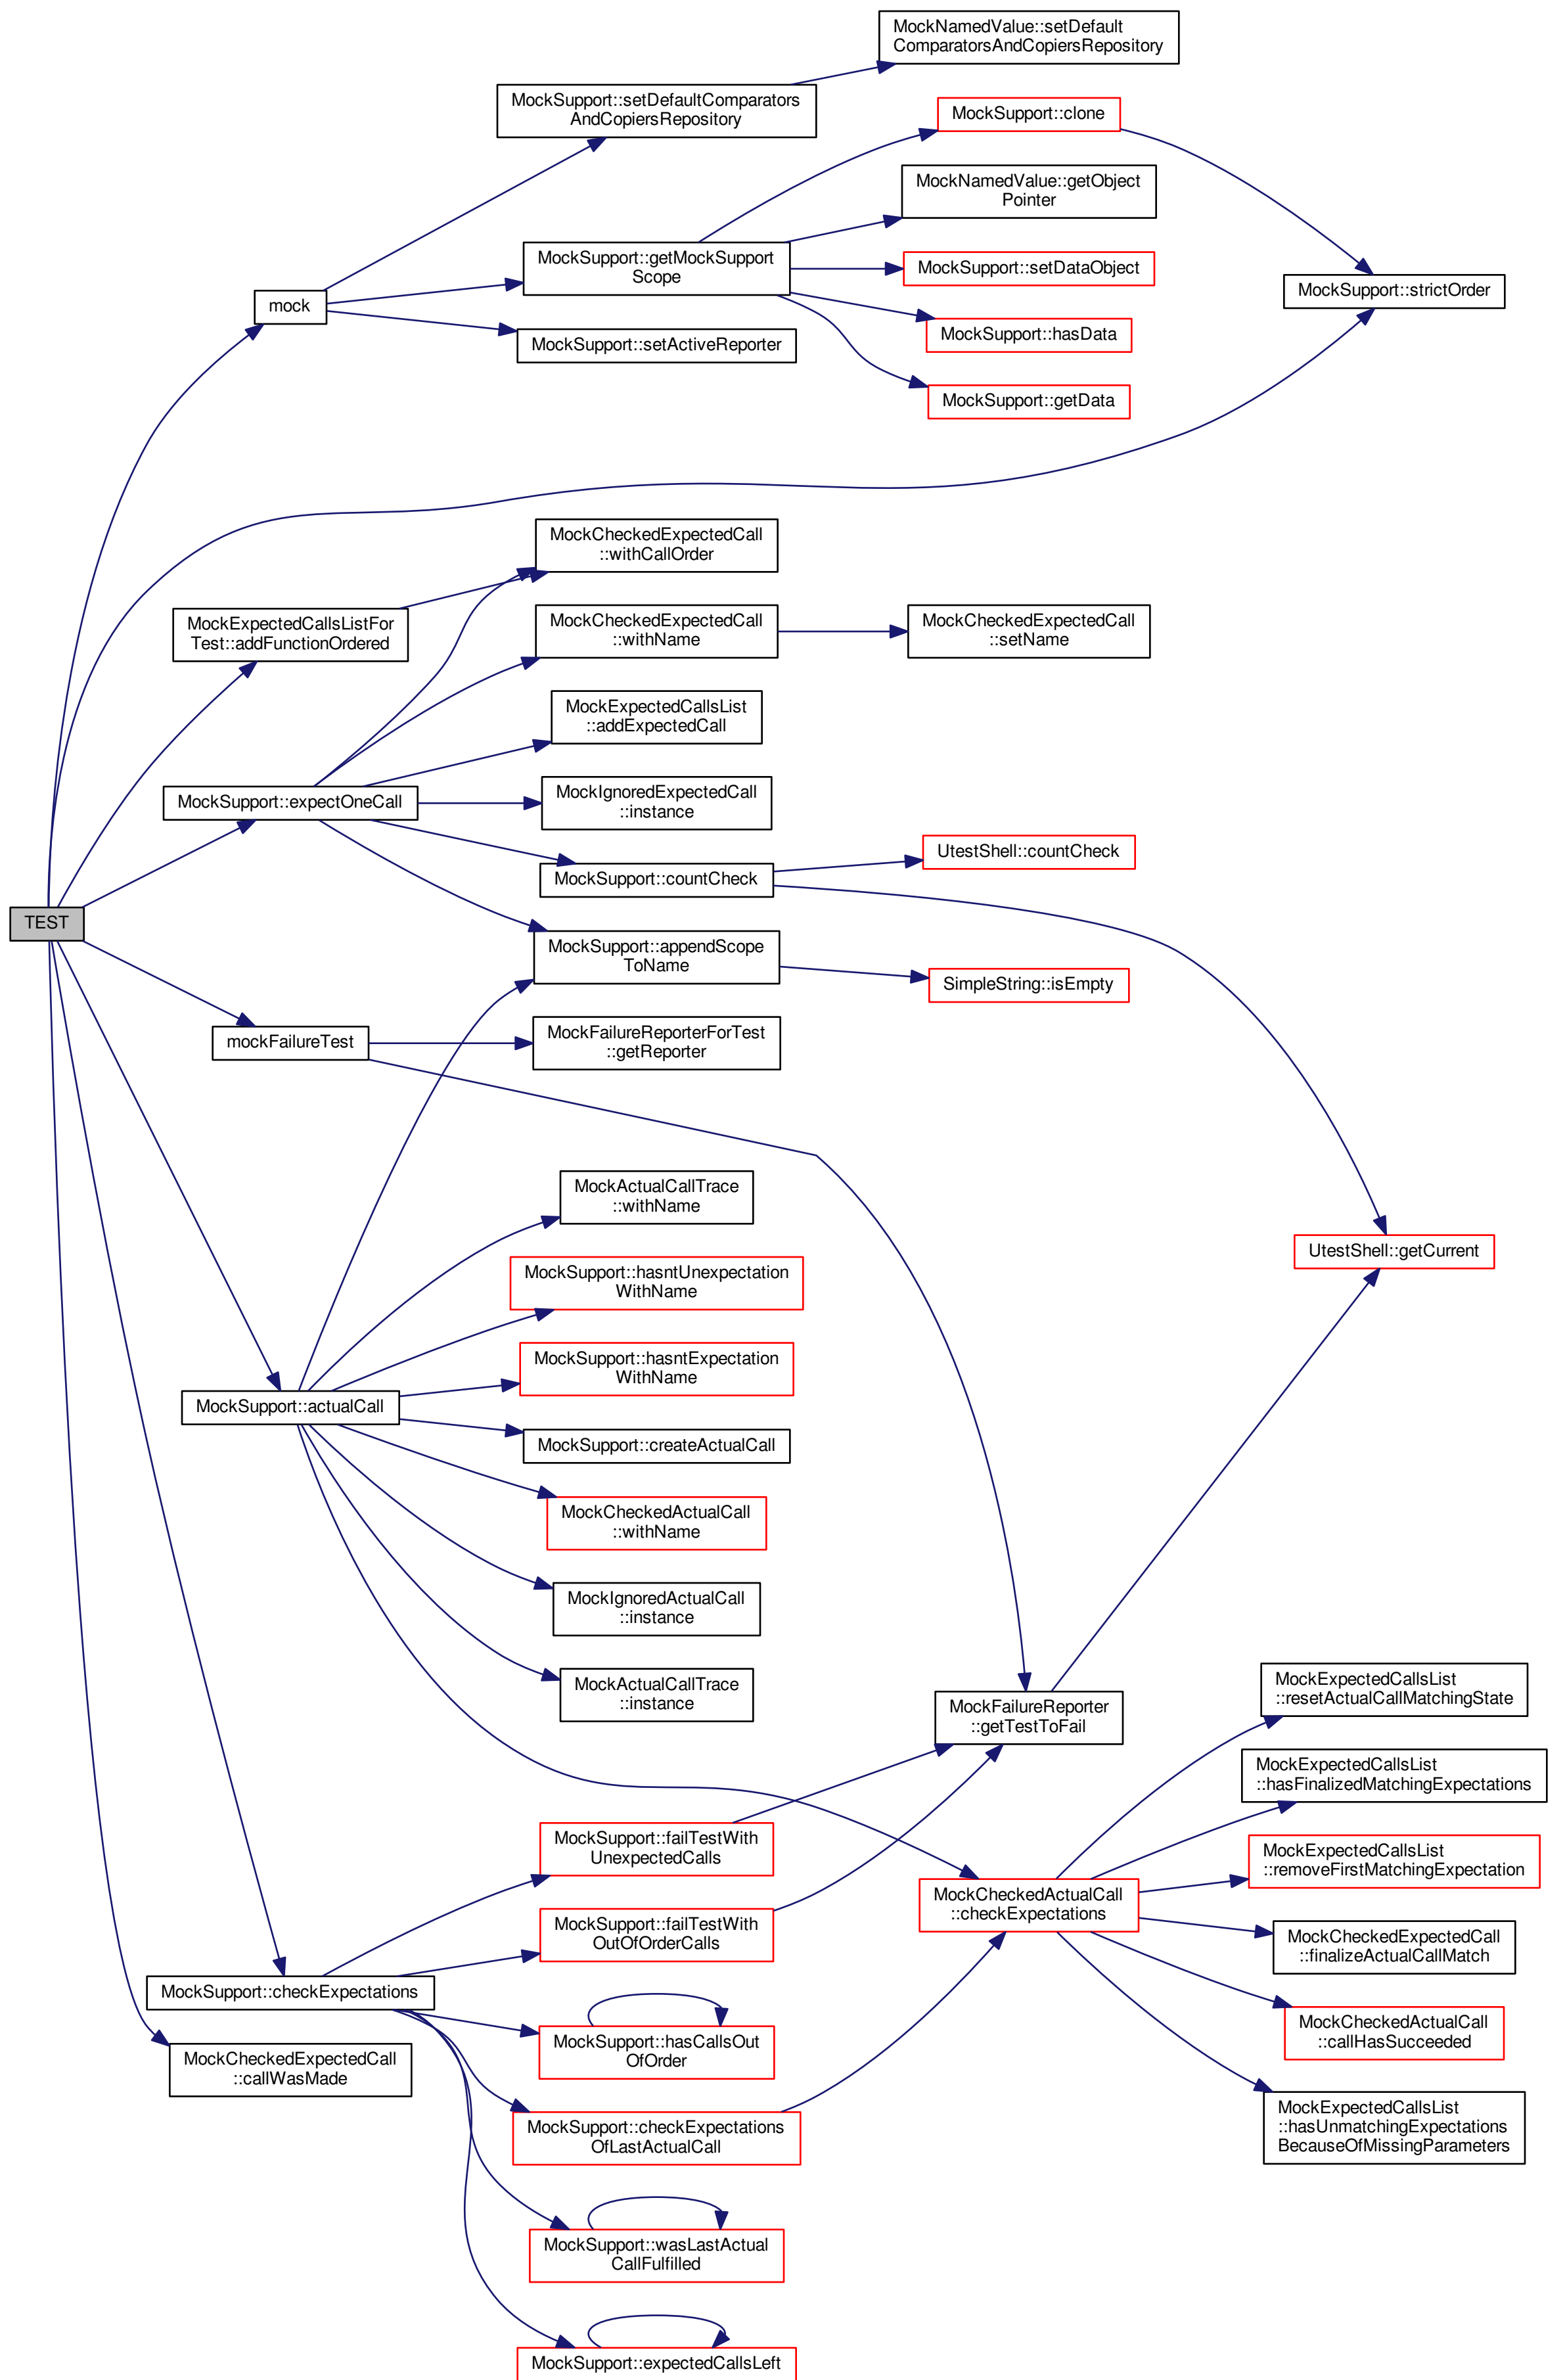 MockNamedValue::setDefault
ComparatorsAndCopiersRepository
MockSupport::setDefaultComparators
AndCopiersRepository
MockSupport::clone
MockNamedValue::getObject
Pointer
MockSupport::getMockSupport
Scope
MockSupport::setDataObject
MockSupport::strictOrder
mock
MockSupport::hasData
MockSupport::setActiveReporter
MockSupport::getData
MockCheckedExpectedCall
::withCallOrder
MockExpectedCallsListFor
Test::addFunctionOrdered
MockCheckedExpectedCall
::withName
MockCheckedExpectedCall
::setName
MockExpectedCallsList
::addExpectedCall
MockSupport::expectOneCall
MockIgnoredExpectedCall
::instance
UtestShell::countCheck
MockSupport::countCheck
TEST
MockSupport::appendScope
ToName
SimpleString::isEmpty
mockFailureTest
MockFailureReporterForTest
::getReporter
MockActualCallTrace
::withName
UtestShell::getCurrent
MockSupport::hasntUnexpectation
WithName
MockSupport::hasntExpectation
WithName
MockSupport::actualCall
MockSupport::createActualCall
MockCheckedActualCall
::withName
MockIgnoredActualCall
::instance
MockActualCallTrace
::instance
MockExpectedCallsList
::resetActualCallMatchingState
MockFailureReporter
::getTestToFail
MockExpectedCallsList
::hasFinalizedMatchingExpectations
MockSupport::failTestWith
UnexpectedCalls
MockExpectedCallsList
::removeFirstMatchingExpectation
MockCheckedActualCall
::checkExpectations
MockSupport::failTestWith
OutOfOrderCalls
MockCheckedExpectedCall
::finalizeActualCallMatch
MockSupport::checkExpectations
MockCheckedActualCall
::callHasSucceeded
MockSupport::hasCallsOut
OfOrder
MockCheckedExpectedCall
::callWasMade
MockExpectedCallsList
::hasUnmatchingExpectations
BecauseOfMissingParameters
MockSupport::checkExpectations
OfLastActualCall
MockSupport::wasLastActual
CallFulfilled
MockSupport::expectedCallsLeft